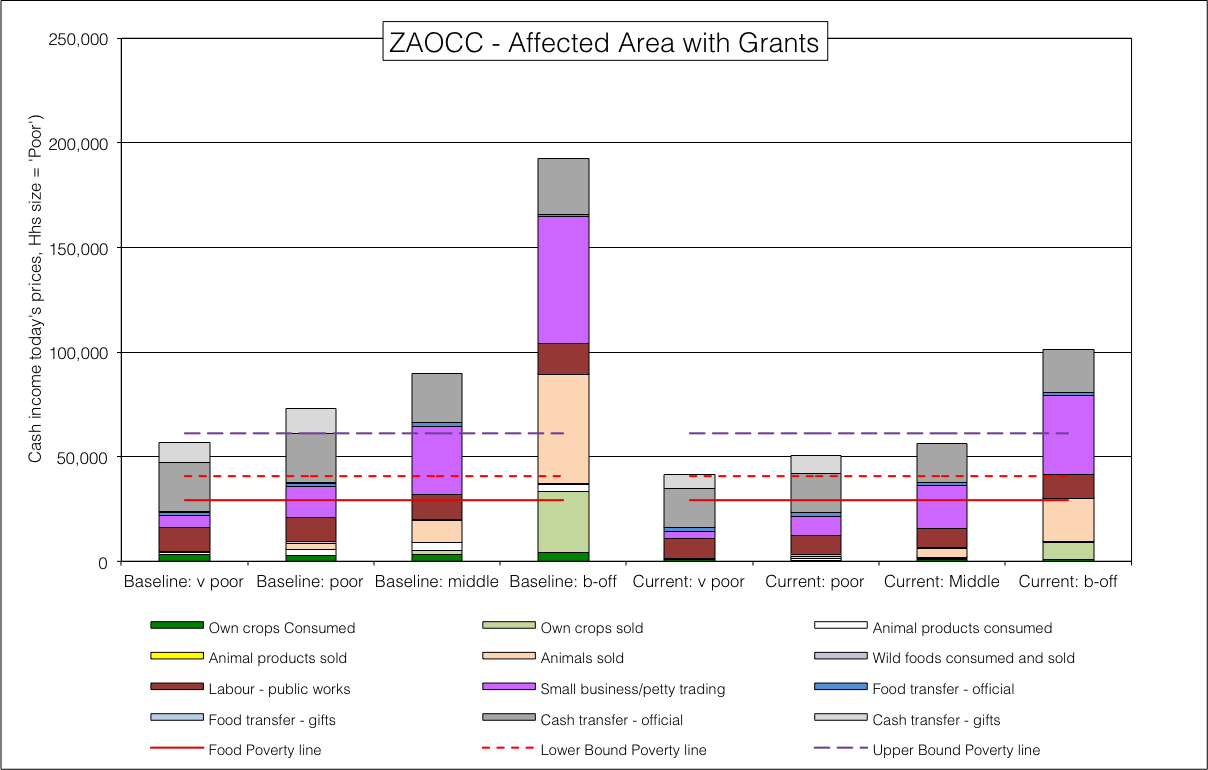 ZAOCC - Affected Area with Grants
Cash income today's prices, Hhs size = 'Poor')
250,000
200,000
150,000
100,000
50,000
0
Baseline: v poor Baseline: poor Baseline: middle Baseline: b-off Current: v poor Current: poor Current: Middle Current: b-off
Own crops Consumed Own crops sold Animal products consumed
Animal products sold Animals sold Wild foods consumed and sold
Labour - public works Small business/petty trading Food transfer - official
Food transfer - gifts Cash transfer - official Cash transfer - gifts
Food Poverty line Lower Bound Poverty line Upper Bound Poverty line